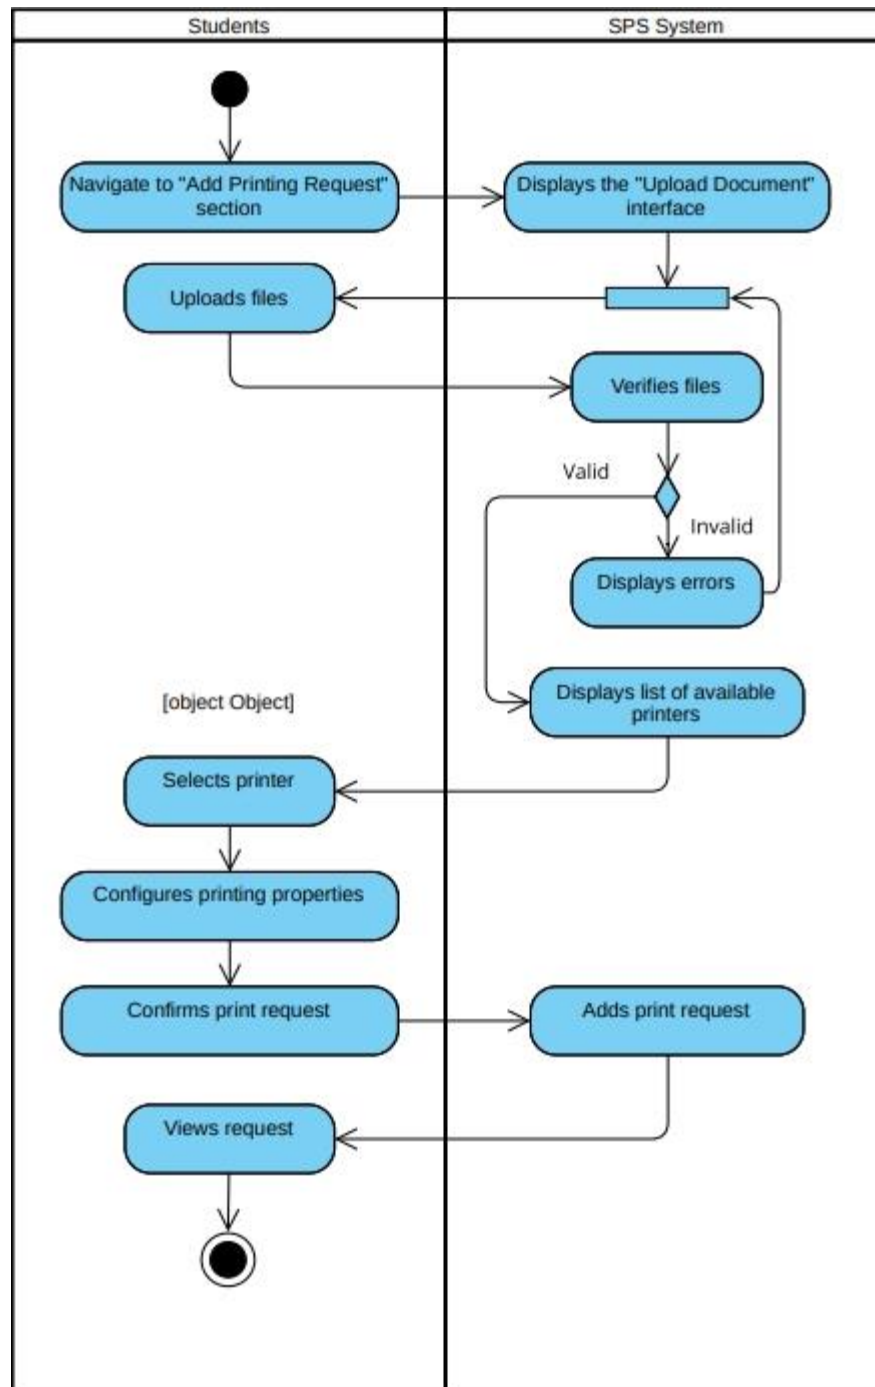 Students
SPS System
Navigate to "Add Printing Request"
section
Displays the "Upload Document"
interface
Uploads files
Verifies files
Valid
Invalid
Displays errors
[object Object]
Displays list of available
printers
Selects printer
Configures printing properties
Confirms print request
Adds print request
Views request